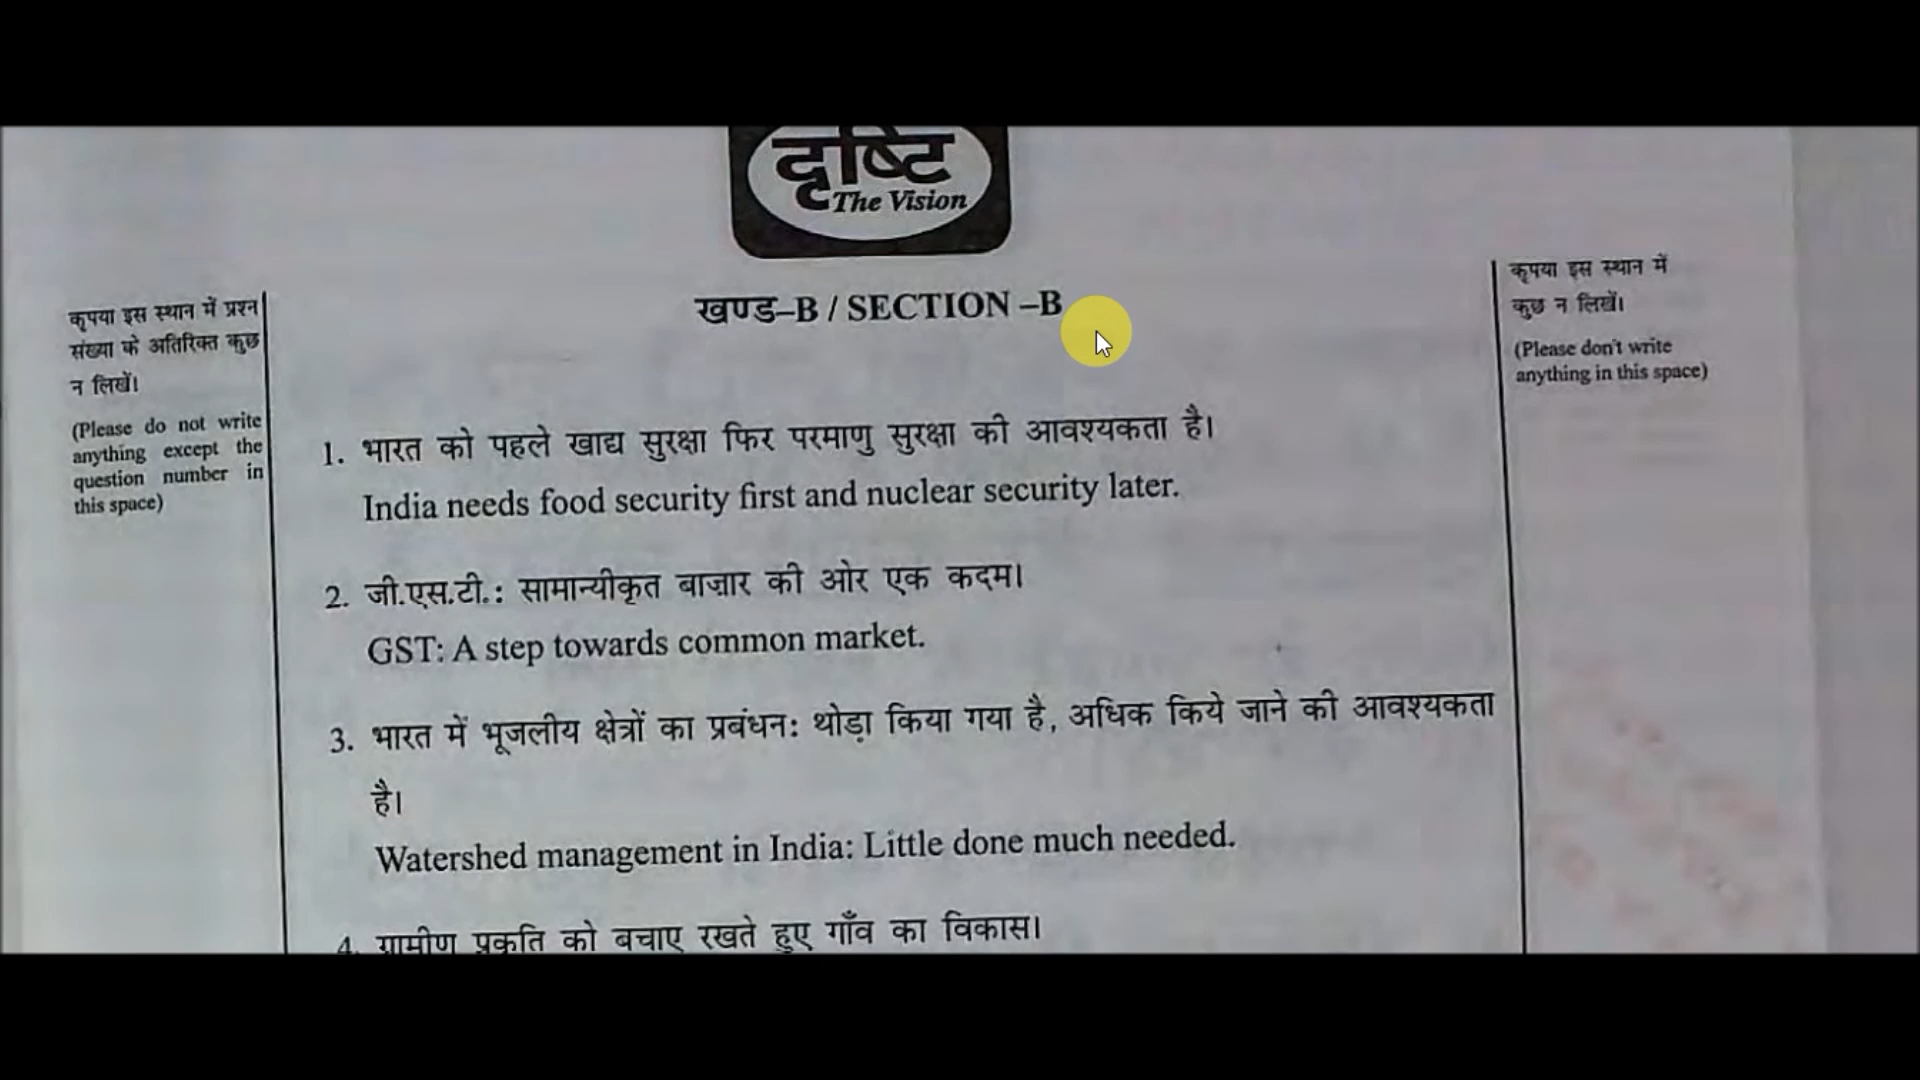 दृष्टि
The Vision
कृपया इस स्थान में प्रश्न
संख्या के अतिरिक्त कुछ
न लिखें।
(Please do not write
anything except the
question number in
this space)
खण्ड–B / SECTION –B
कृपया इस स्थान में
कुछ न लिखें।
(Please don't write
anything in this space)
1. भारत को पहले खाद्य सुरक्षा फिर परमाणु सुरक्षा की आवश्यकता है।
India needs food security first and nuclear security later.
2. जी.एस.टी.: सामान्यीकृत बाज़ार की ओर एक कदम।
GST: A step towards common market.
3. भारत में भूजलीय क्षेत्रों का प्रबंधन: थोड़ा किया गया है, अधिक किये जाने की आवश्यकता
है।
Watershed management in India: Little done much needed.
4. ग्रामीण प्रकृति को बचाए रखते हुए गाँव का विकास।